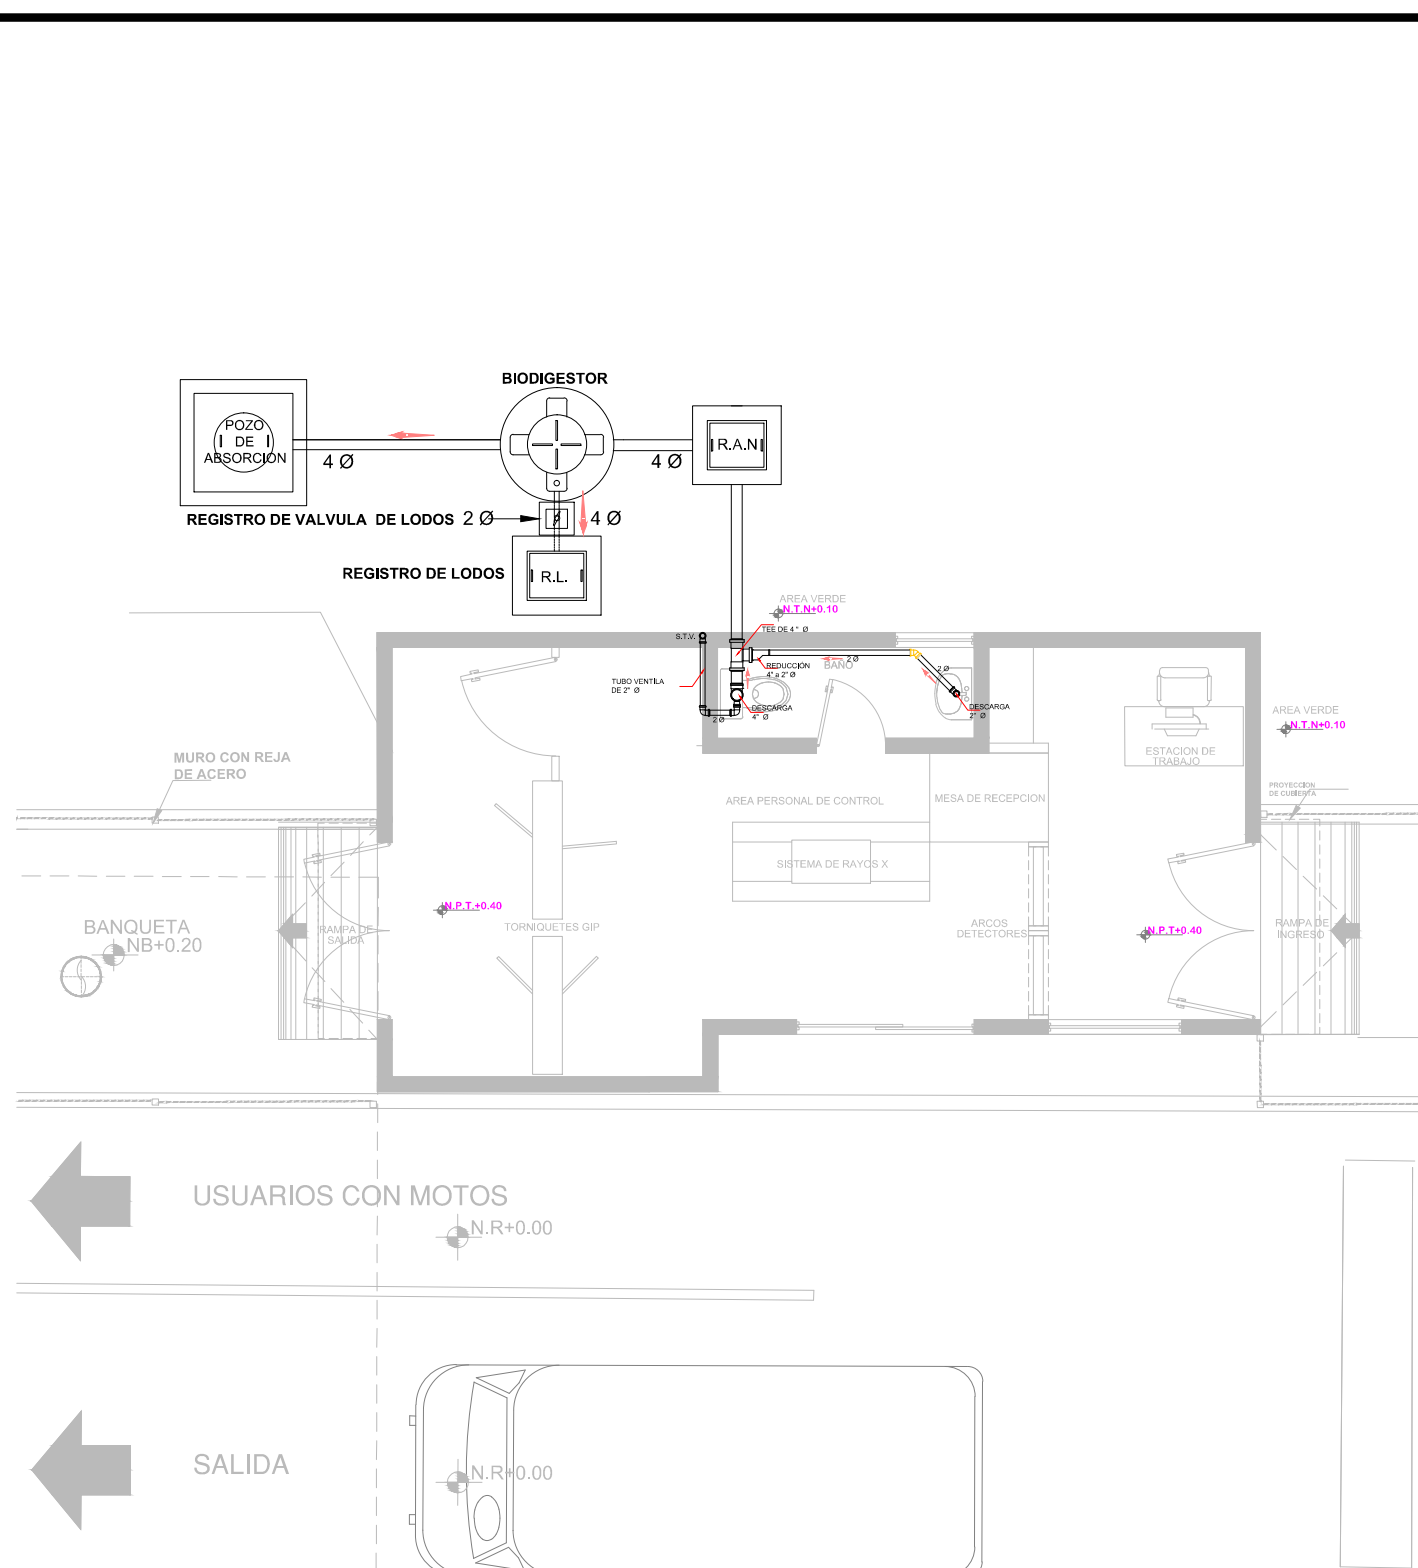 BIODIGESTOR
POZO
DE
ABSORCIÓN
4 Ø
4 Ø
R.A.N
REGISTRO DE VALVULA  DE LODOS
2 Ø
4 Ø
REGISTRO DE LODOS
R.L.
AREA VERDE
N.T.N+0.10
S.T.V.
TEE DE 4 "  Ø
2 Ø
REDUCCIÓN
4" a 2" Ø
BAÑO
2 Ø
TUBO VENTILA
DE 2"  Ø
DESCARGA
4"  Ø
2 Ø
DESCARGA
2"  Ø
AREA VERDE
N.T.N+0.10
MURO CON REJA
DE ACERO
ESTACION DE
TRABAJO
PROYECCION
DE CUBIERTA
AREA PERSONAL DE CONTROL
MESA DE RECEPCION
SISTEMA DE RAYOS X
N.P.T.+0.40
BANQUETA
NB+0.20
RAMPA DE
SALIDA
TORNIQUETES GIP
ARCOS
DETECTORES
N.P.T+0.40
RAMPA DE
INGRESO
USUARIOS CON MOTOS
N.R+0.00
SALIDA
N.R+0.00